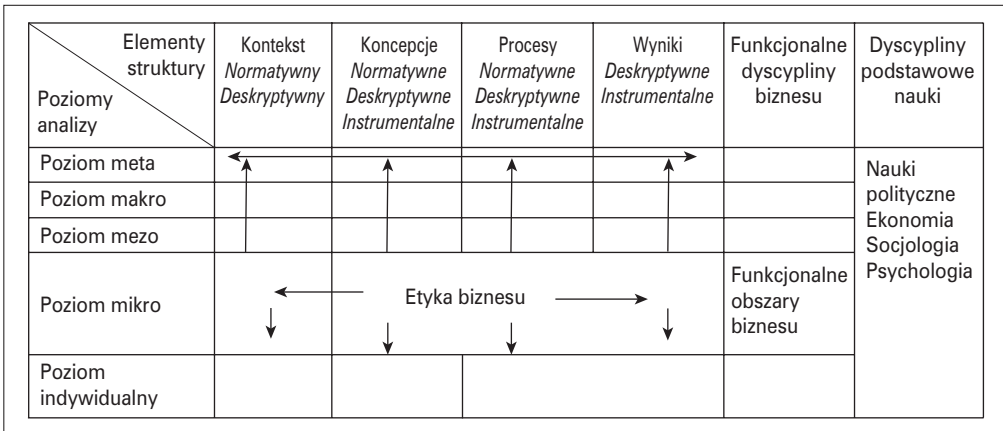 Elementy
struktury
Poziomy
analizy
Kontekst
Normatywny
Deskryptywny
Koncepcje
Normatywne
Deskryptywne
Instrumentalne
Procesy
Normatywne
Deskryptywne
Instrumentalne
Wyniki
Deskryptywne
Instrumentalne
Funkcjonalne
dyscypliny
biznesu
Dyscypliny
podstawowe
nauki
Poziom meta
Poziom makro
Poziom mezo
Poziom mikro
Etyka biznesu
Funkcjonalne
obszary
biznesu
Poziom
indywidualny
Nauki
polityczne
Ekonomia
Socjologia
Psychologia